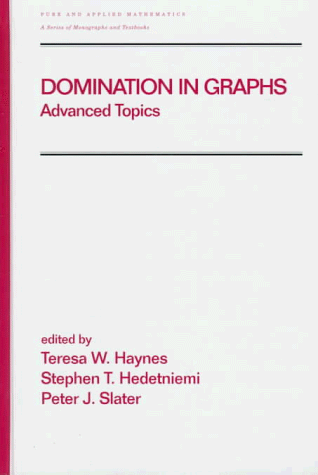 PURE AND APPLIED MATHEMATICS
A Series of Monographs and Textbooks
DOMINATION IN GRAPHS
Advanced Topics
edited by
Teresa W. Haynes
Stephen T. Hedetniemi
Peter J. Slater